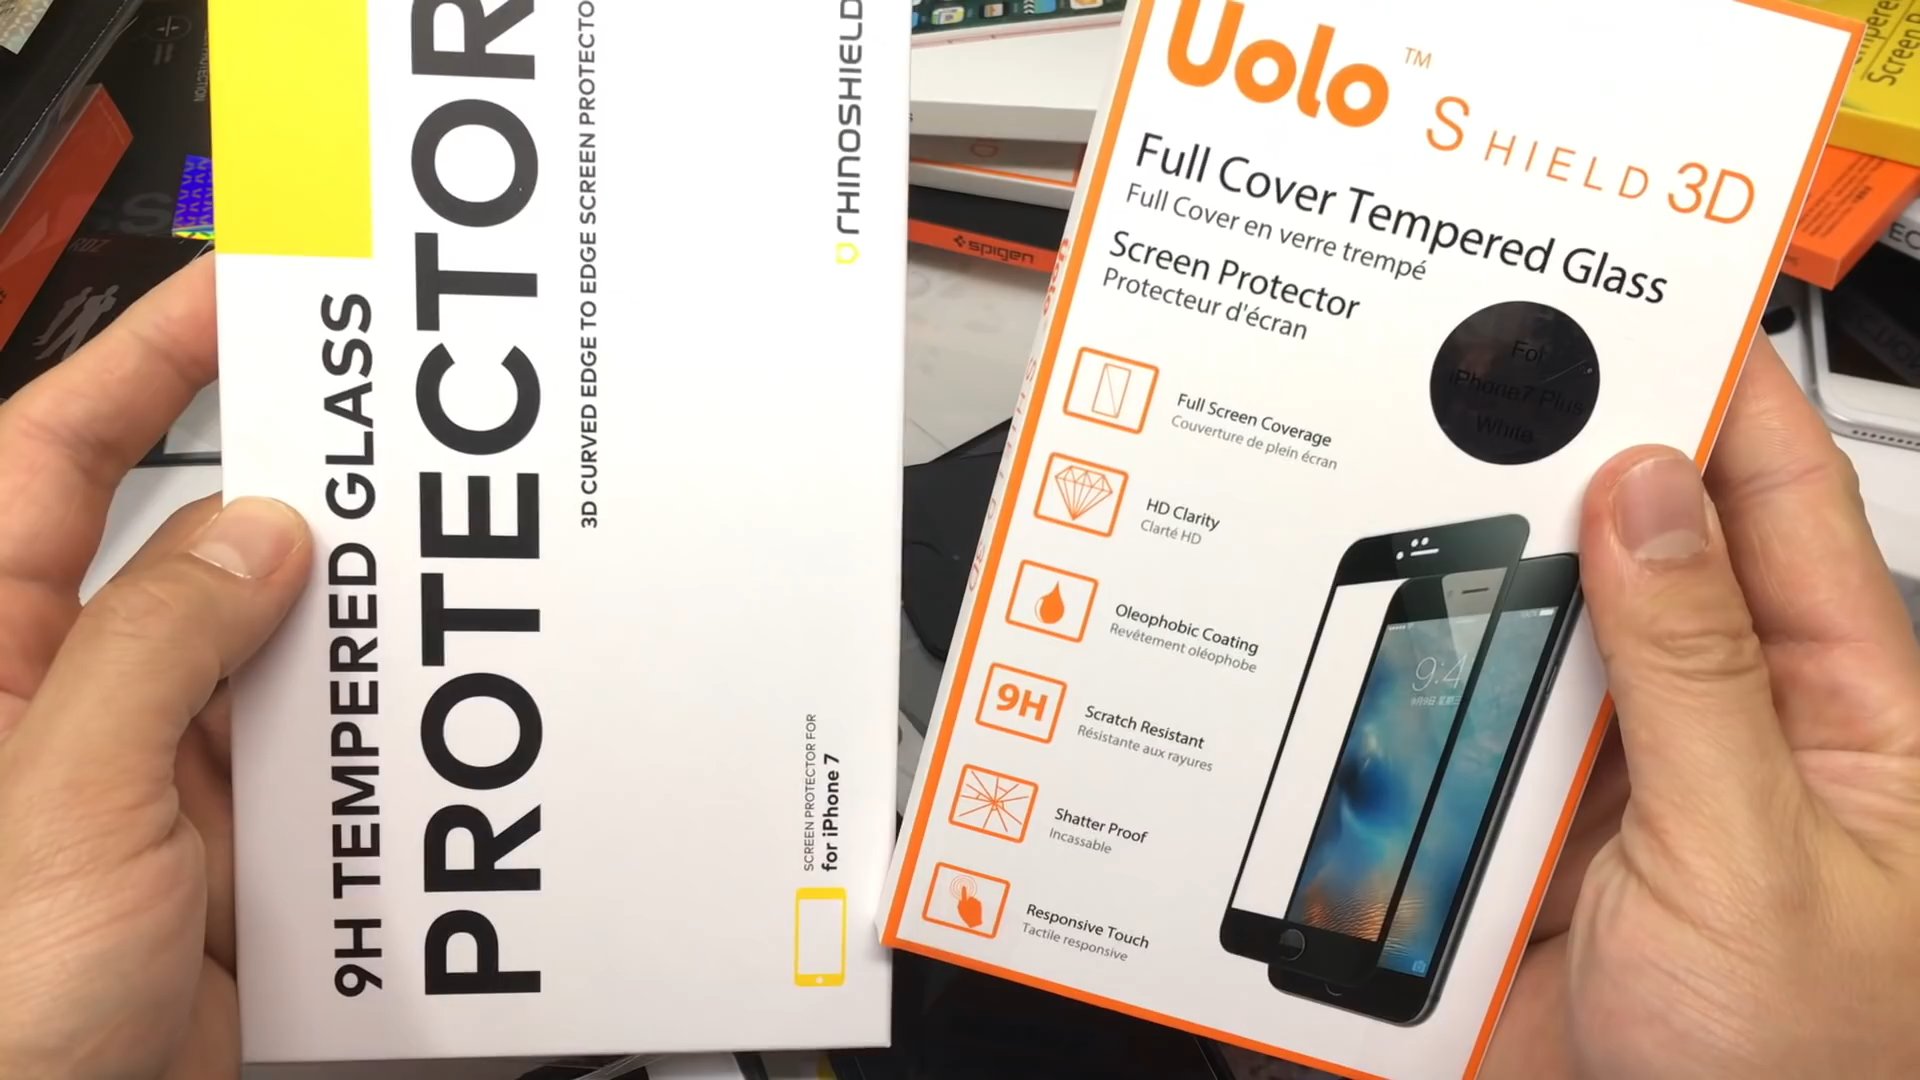 9H TEMPERED GLASS
PROTECTOR
3D CURVED EDGE TO EDGE SCREEN PROTECTO
RHINOSHIELD
SCREEN PROTECTOR FOR
for iPhone 7
spigen
Uolo™ SHIELD 3D
Full Cover Tempered Glass
Full Cover en verre trempé
Screen Protector
Protecteur d'écran
For
iPhone7 Plus
White
Full Screen Coverage
Couverture de plein écran
HD Clarity
Clarté HD
Oleophobic Coating
Revêtement oléophobe
9H
Scratch Resistant
Résistante aux rayures
Shatter Proof
Incassable
Responsive Touch
Tactile responsive
9:4
Screen P